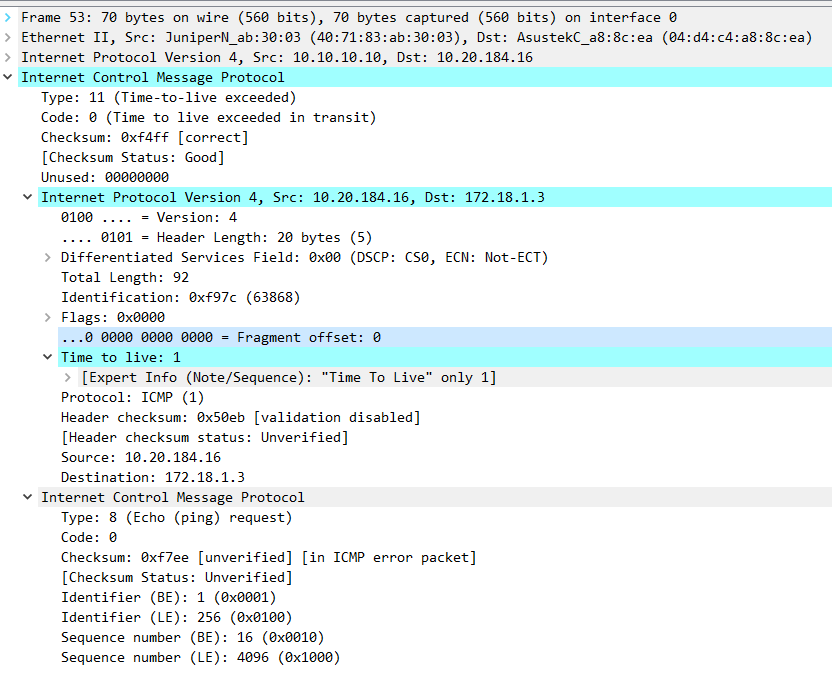 Frame 53: 70 bytes on wire (560 bits), 70 bytes captured (560 bits) on interface 0
Ethernet II, Src: JuniperN_ab:30:03 (40:71:83:ab:30:03), Dst: AsustekC_a8:8c:ea (04:d4:c4:a8:8c:ea)
Internet Protocol Version 4, Src: 10.10.10.10, Dst: 10.20.184.16
Internet Control Message Protocol
Type: 11 (Time-to-live exceeded)
Code: 0 (Time to live exceeded in transit)
Checksum: 0xf4ff [correct]
[Checksum Status: Good]
Unused: 00000000
Internet Protocol Version 4, Src: 10.20.184.16, Dst: 172.18.1.3
0100 .... = Version: 4
.... 0101 = Header Length: 20 bytes (5)
Differentiated Services Field: 0x00 (DSCP: CS0, ECN: Not-ECT)
Total Length: 92
Identification: 0xf97c (63868)
Flags: 0x0000
...0 0000 0000 0000 = Fragment offset: 0
Time to live: 1
[Expert Info (Note/Sequence): "Time To Live" only 1]
Protocol: ICMP (1)
Header checksum: 0x50eb [validation disabled]
[Header checksum status: Unverified]
Source: 10.20.184.16
Destination: 172.18.1.3
Internet Control Message Protocol
Type: 8 (Echo (ping) request)
Code: 0
Checksum: 0xf7ee [unverified] [in ICMP error packet]
[Checksum Status: Unverified]
Identifier (BE): 1 (0x0001)
Identifier (LE): 256 (0x0100)
Sequence number (BE): 16 (0x0010)
Sequence number (LE): 4096 (0x1000)